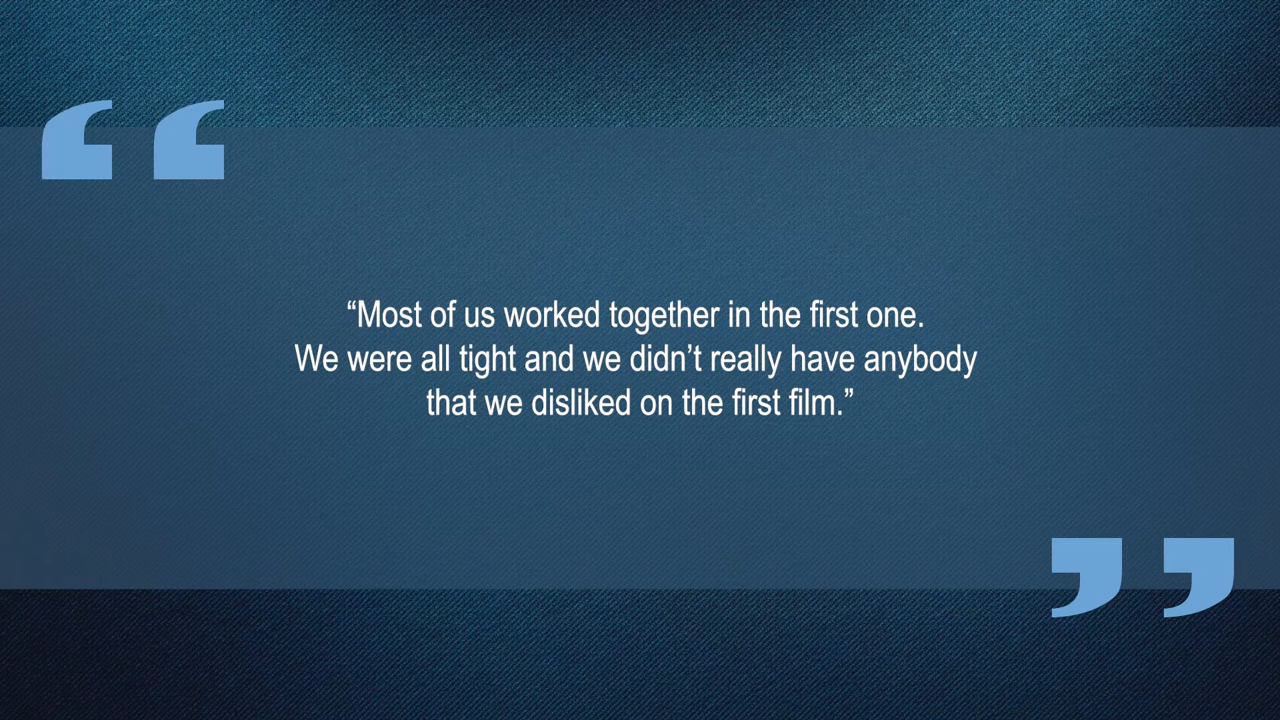 “Most of us worked together in the first one.
We were all tight and we didn’t really have anybody
that we disliked on the first film.”